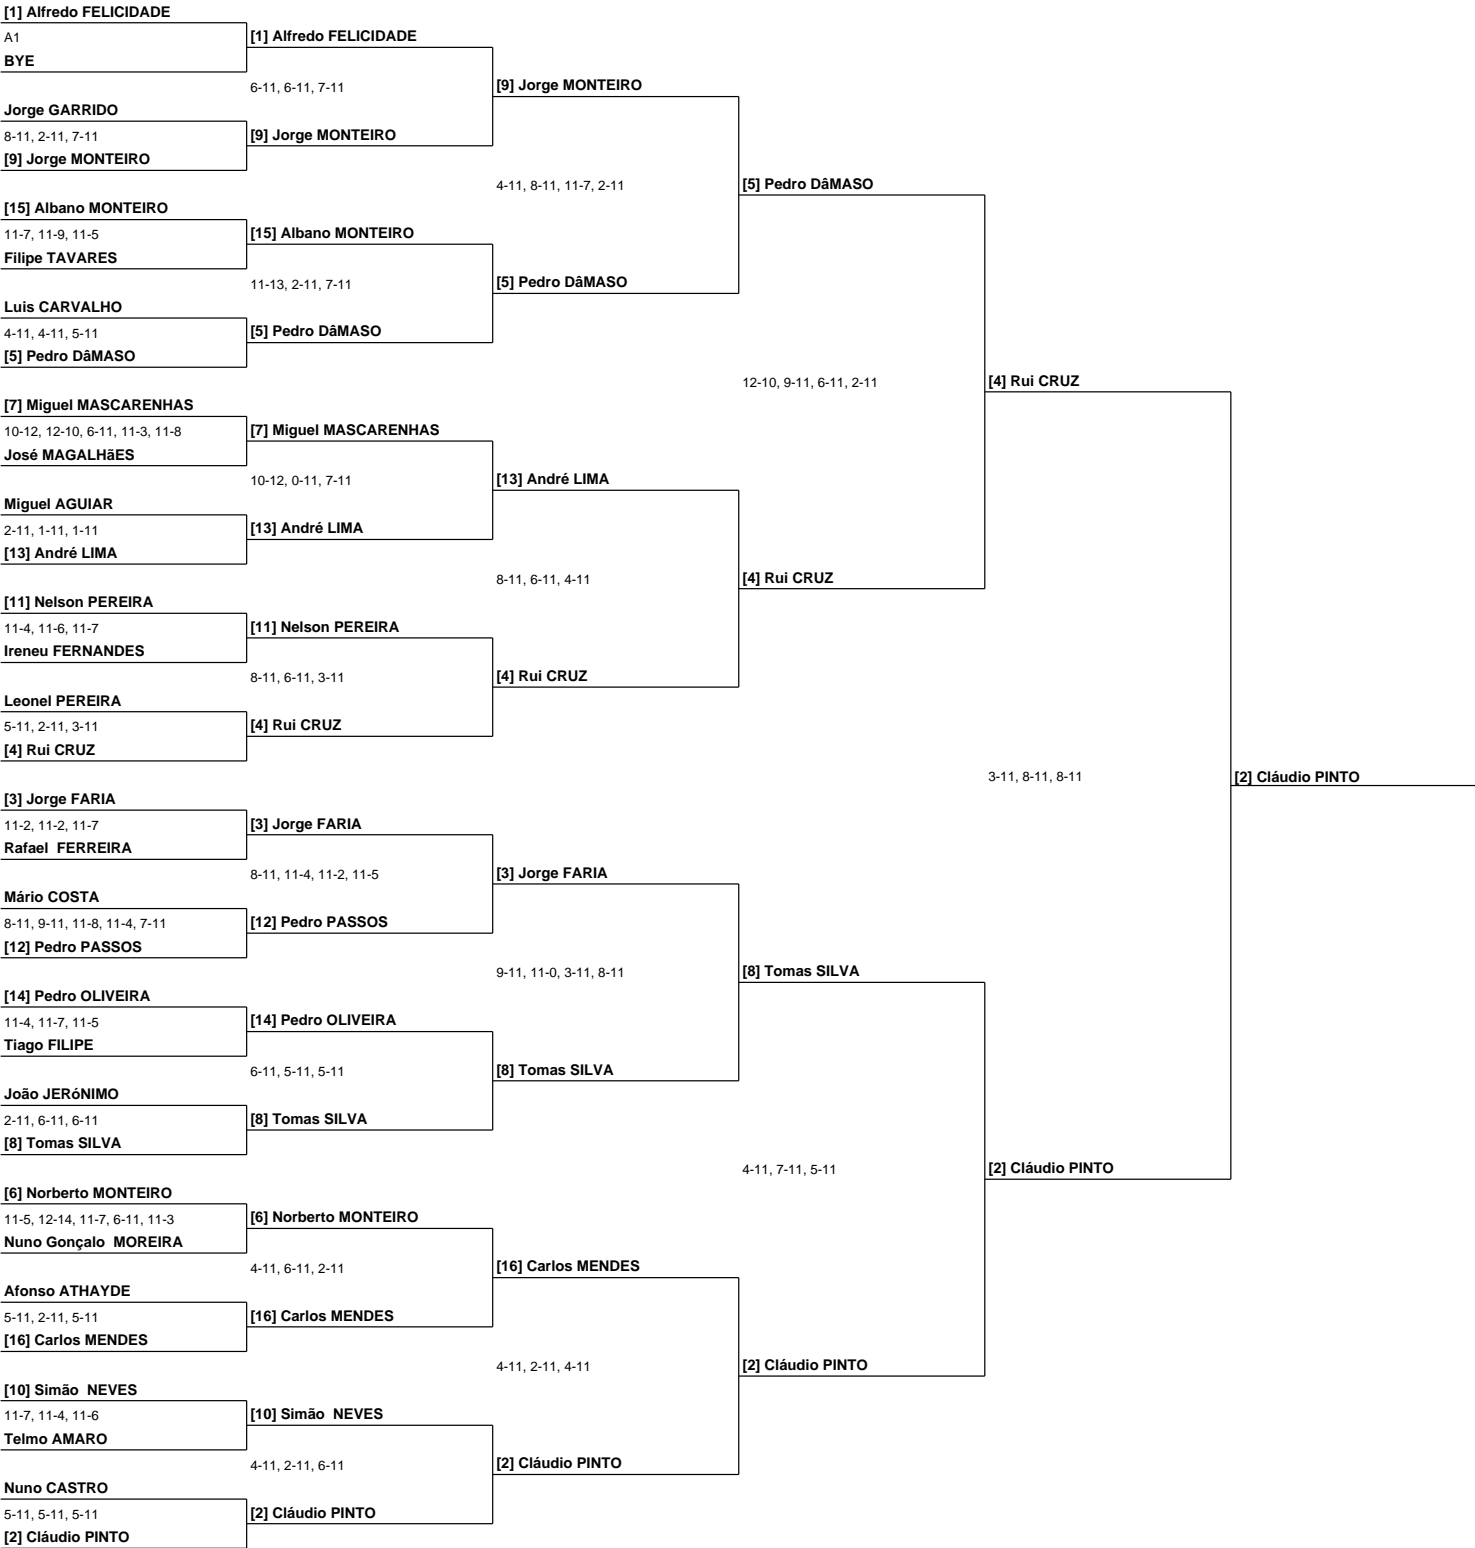 [1] Alfredo FELICIDADE
A1
BYE
Jorge GARRIDO
8-11, 2-11, 7-11
[9] Jorge MONTEIRO
[15] Albano MONTEIRO
11-7, 11-9, 11-5
Filipe TAVARES
Luis CARVALHO
4-11, 4-11, 5-11
[5] Pedro DâMASO
[7] Miguel MASCARENHAS
10-12, 12-10, 6-11, 11-3, 11-8
José MAGALHãES
Miguel AGUIAR
2-11, 1-11, 1-11
[13] André LIMA
[11] Nelson PEREIRA
11-4, 11-6, 11-7
Ireneu FERNANDES
Leonel PEREIRA
5-11, 2-11, 3-11
[4] Rui CRUZ
[3] Jorge FARIA
11-2, 11-2, 11-7
Rafael  FERREIRA
Mário COSTA
8-11, 9-11, 11-8, 11-4, 7-11
[12] Pedro PASSOS
[14] Pedro OLIVEIRA
11-4, 11-7, 11-5
Tiago FILIPE
João JERóNIMO
2-11, 6-11, 6-11
[8] Tomas SILVA
[6] Norberto MONTEIRO
11-5, 12-14, 11-7, 6-11, 11-3
Nuno Gonçalo  MOREIRA
Afonso ATHAYDE
5-11, 2-11, 5-11
[16] Carlos MENDES
[10] Simão  NEVES
11-7, 11-4, 11-6
Telmo AMARO
Nuno CASTRO
5-11, 5-11, 5-11
[2] Cláudio PINTO
[1] Alfredo FELICIDADE
6-11, 6-11, 7-11
[9] Jorge MONTEIRO
[15] Albano MONTEIRO
11-13, 2-11, 7-11
[5] Pedro DâMASO
[7] Miguel MASCARENHAS
10-12, 0-11, 7-11
[13] André LIMA
[11] Nelson PEREIRA
8-11, 6-11, 3-11
[4] Rui CRUZ
[3] Jorge FARIA
8-11, 11-4, 11-2, 11-5
[12] Pedro PASSOS
[14] Pedro OLIVEIRA
6-11, 5-11, 5-11
[8] Tomas SILVA
[6] Norberto MONTEIRO
4-11, 6-11, 2-11
[16] Carlos MENDES
[10] Simão  NEVES
4-11, 2-11, 6-11
[2] Cláudio PINTO
[9] Jorge MONTEIRO
4-11, 8-11, 11-7, 2-11
[5] Pedro DâMASO
[13] André LIMA
8-11, 6-11, 4-11
[4] Rui CRUZ
[3] Jorge FARIA
9-11, 11-0, 3-11, 8-11
[8] Tomas SILVA
[16] Carlos MENDES
4-11, 2-11, 4-11
[2] Cláudio PINTO
[5] Pedro DâMASO
12-10, 9-11, 6-11, 2-11
[4] Rui CRUZ
[8] Tomas SILVA
4-11, 7-11, 5-11
[2] Cláudio PINTO
[4] Rui CRUZ
3-11, 8-11, 8-11
[2] Cláudio PINTO
[2] Cláudio PINTO